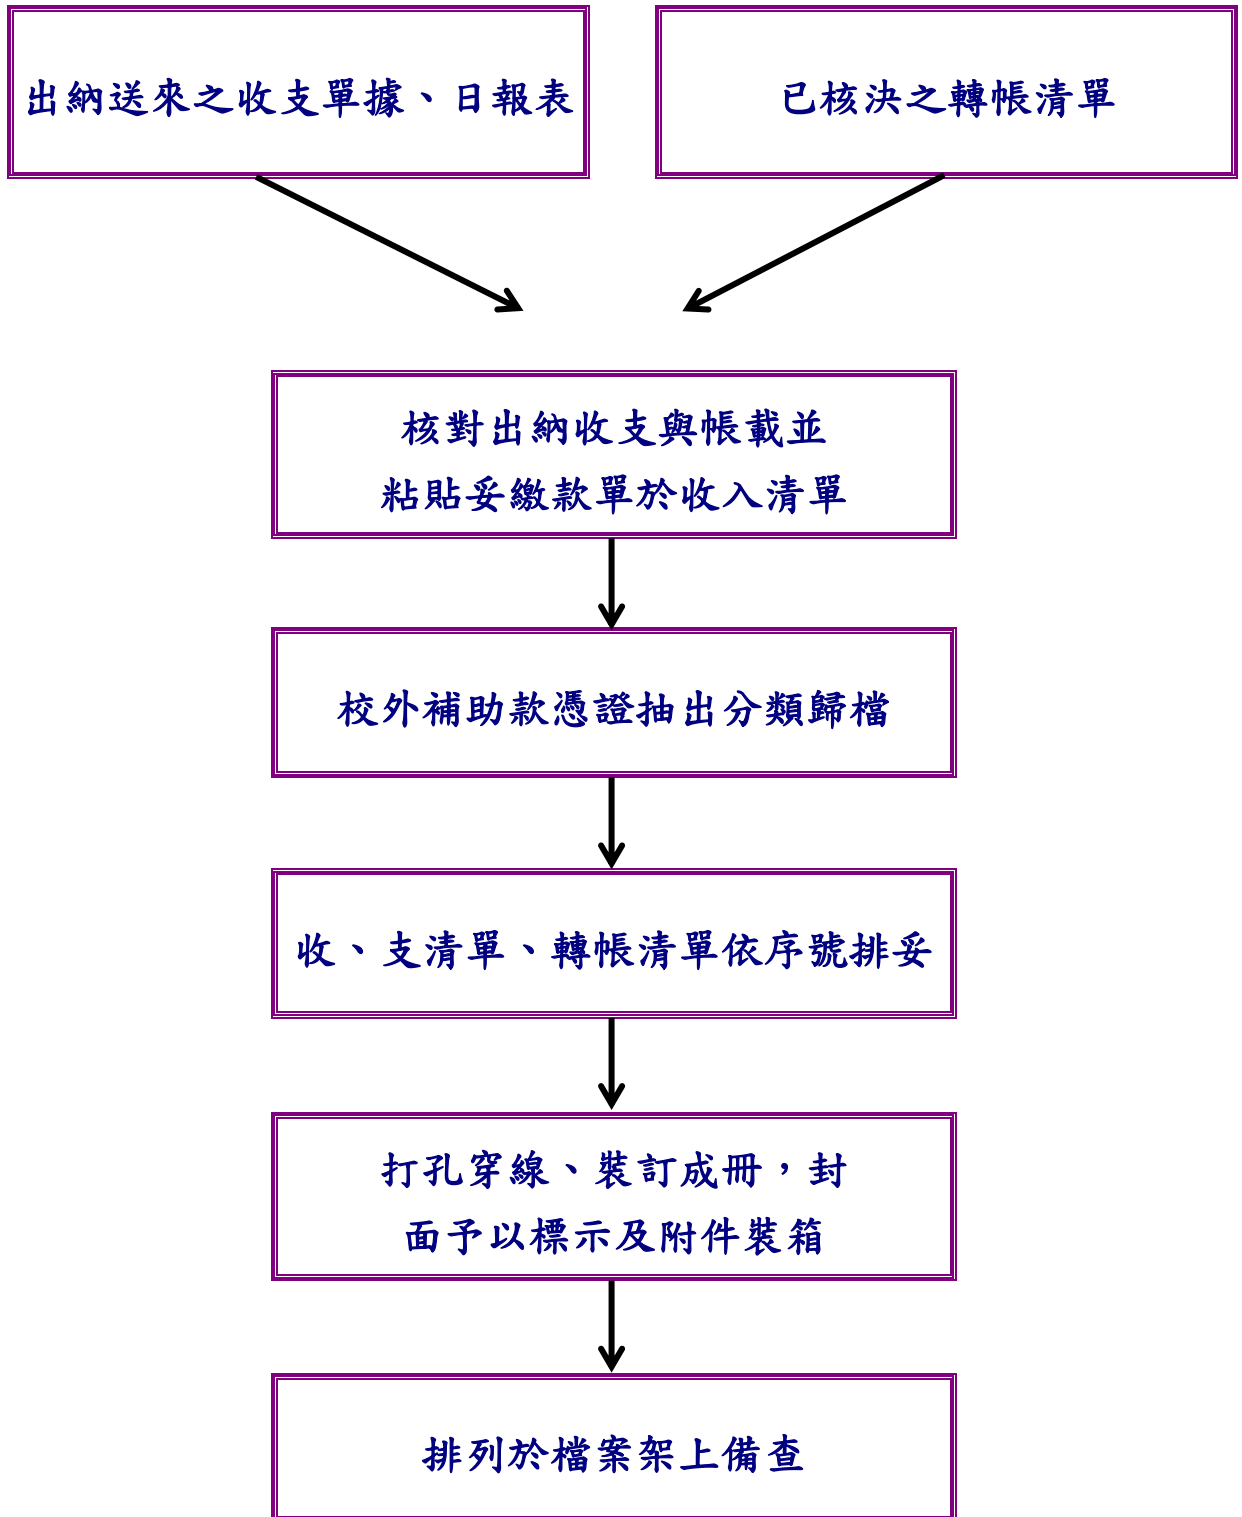 出納送來之收支單據、日報表
已核決之轉帳清單
核對出納收支與帳載並
粘貼妥繳款單於收入清單
校外補助款憑證抽出分類歸檔
收、支清單、轉帳清單依序號排妥
打孔穿線、裝訂成冊，封
面予以標示及附件裝箱
排列於檔案架上備查